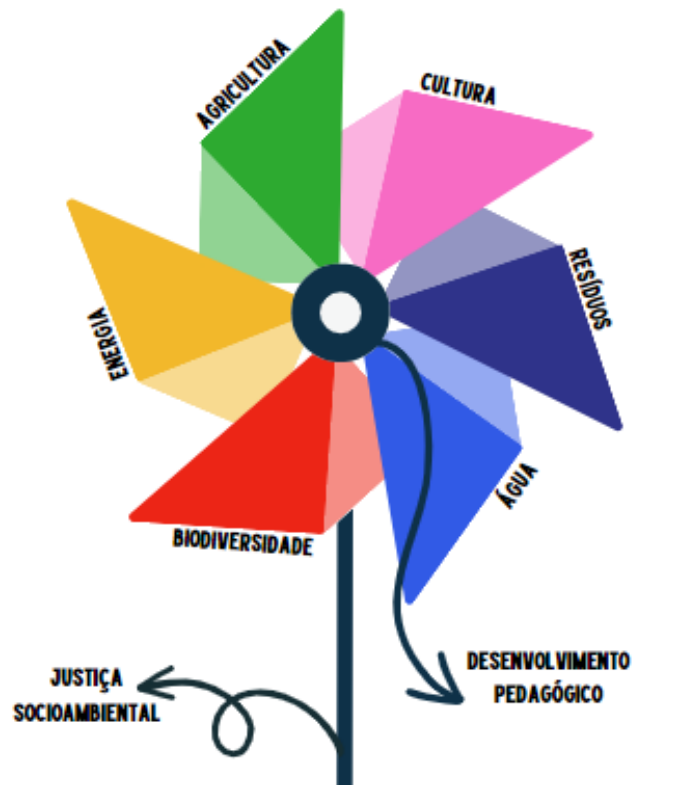 AGRICULTURA
CULTURA
RESÍDUOS
ENERGIA
ÁGUA
BIODIVERSIDADE
JUSTIÇA
SOCIOAMBIENTAL
DESENVOLVIMENTO
PEDAGÓGICO